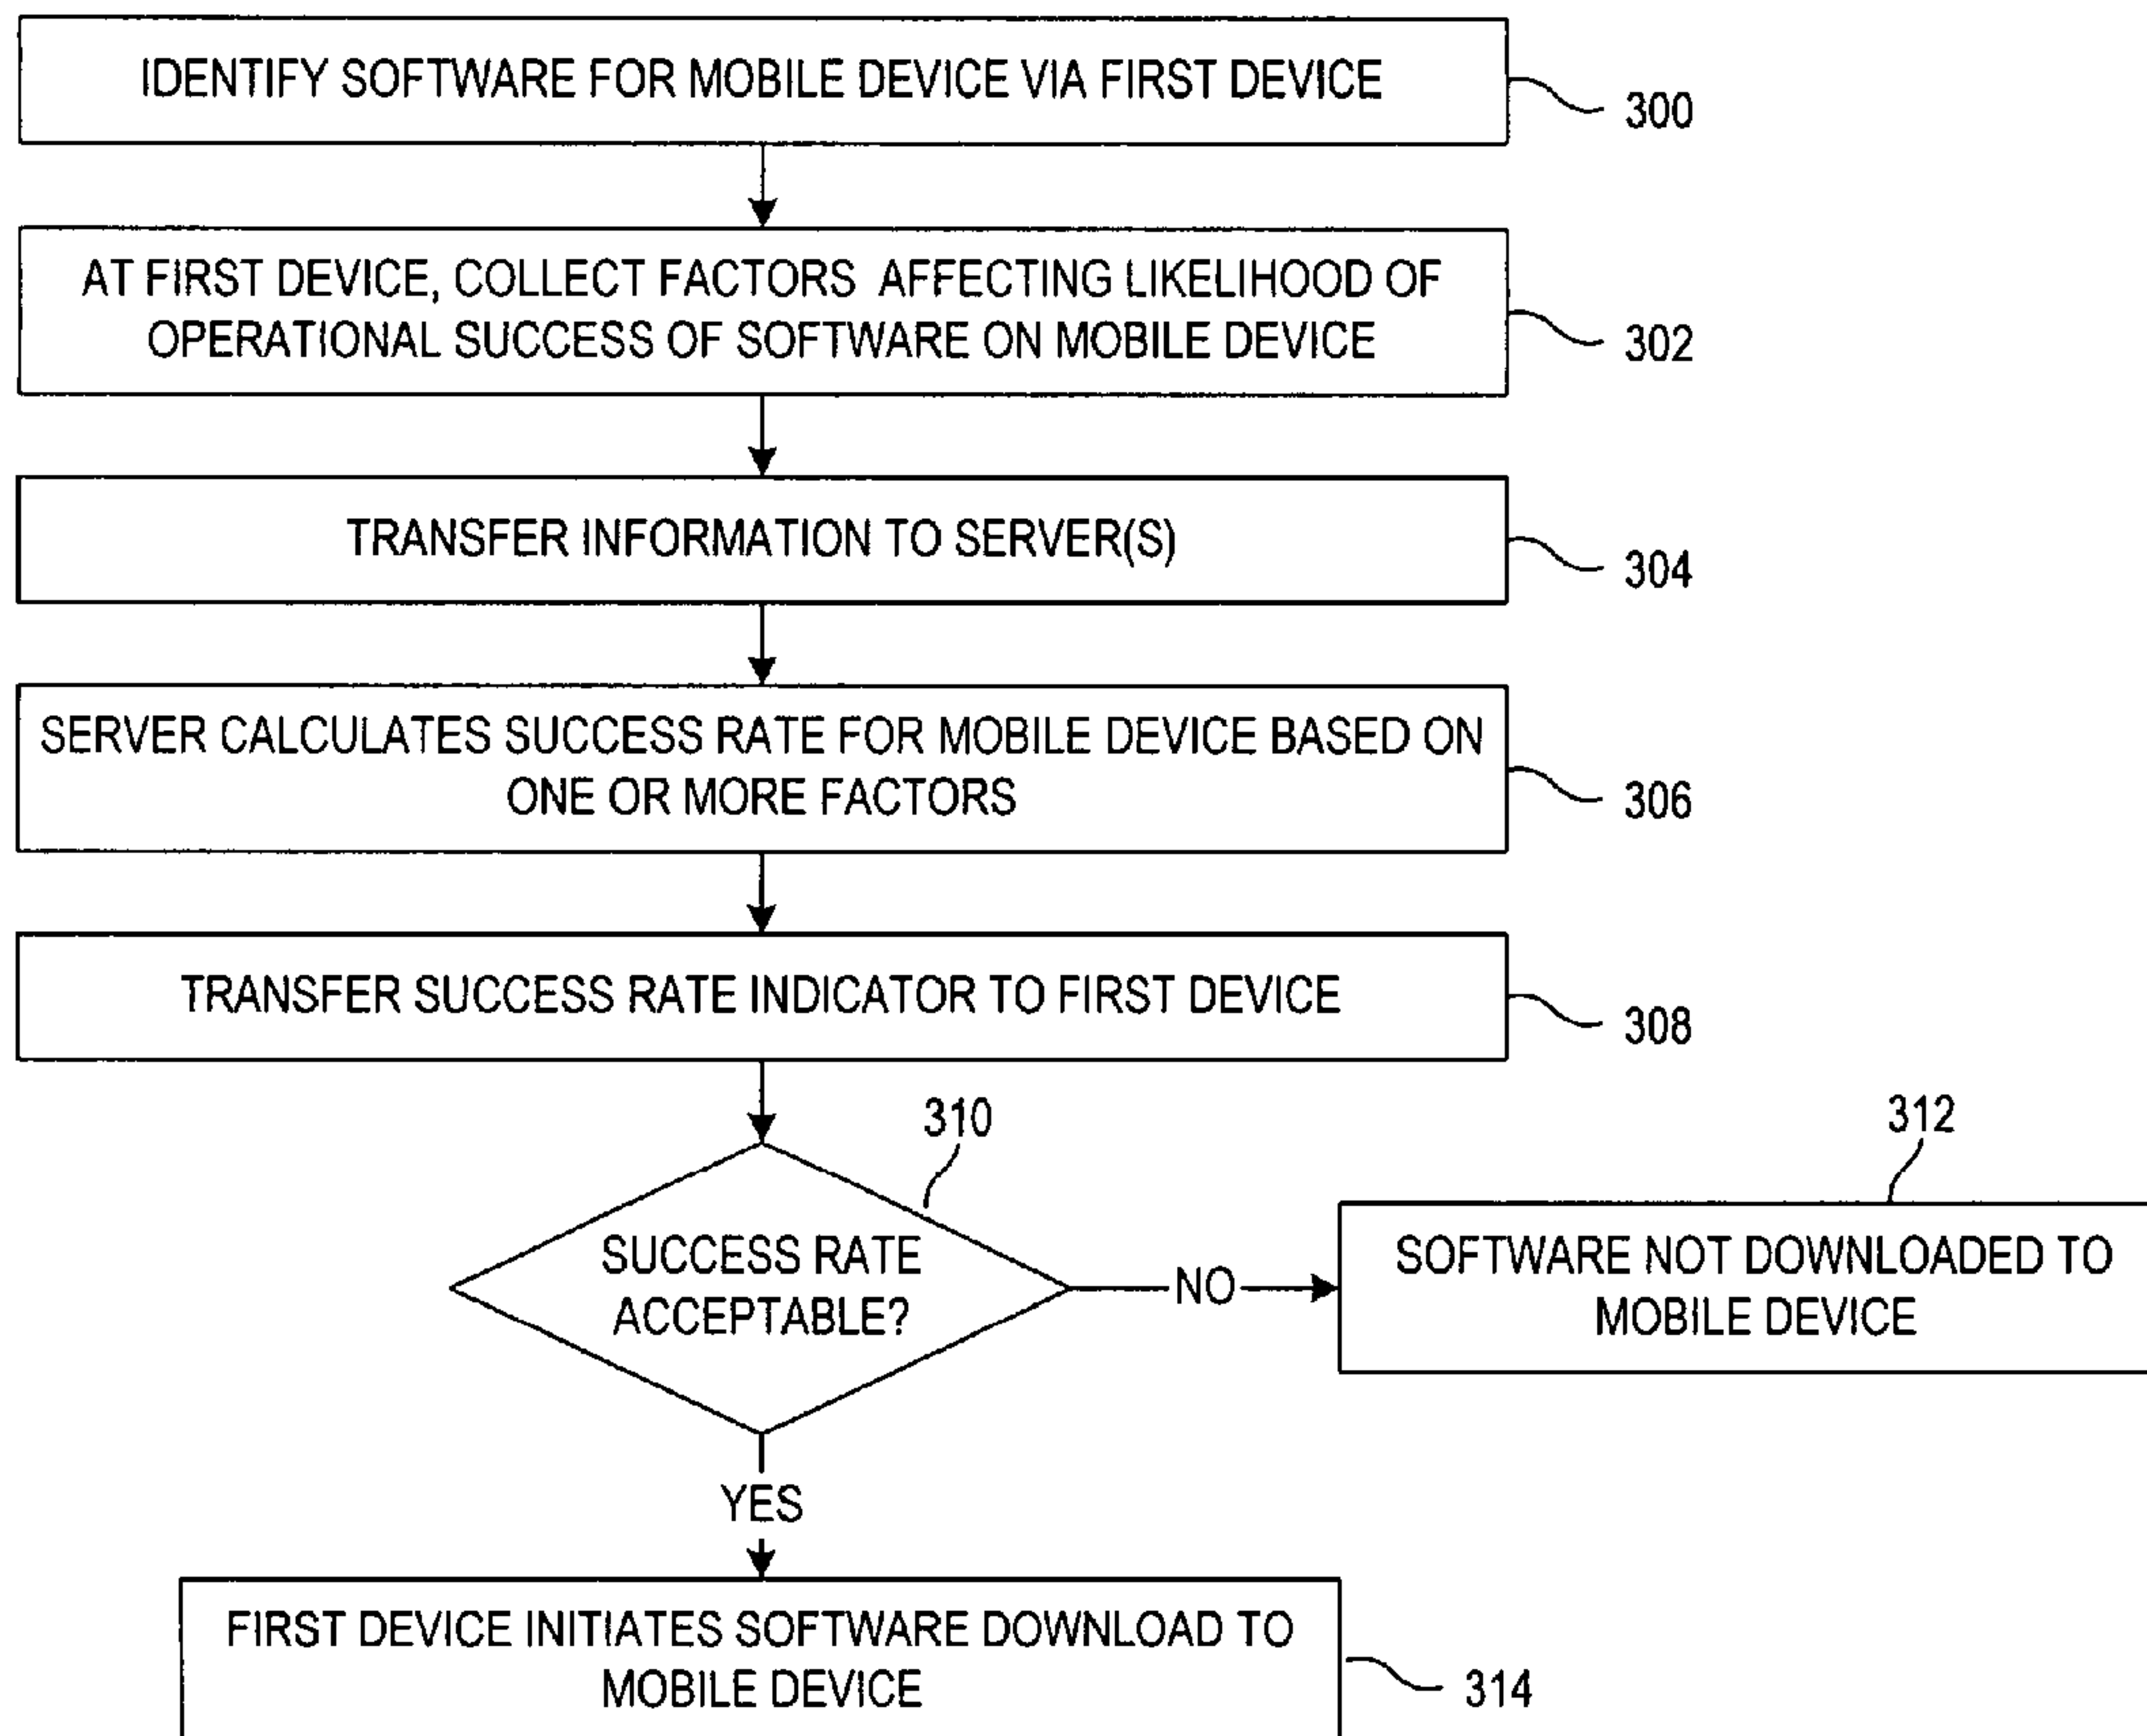 IDENTIFY SOFTWARE FOR MOBILE DEVICE VIA FIRST DEVICE
300
AT FIRST DEVICE, COLLECT FACTORS AFFECTING LIKELIHOOD OF
OPERATIONAL SUCCESS OF SOFTWARE ON MOBILE DEVICE
302
TRANSFER INFORMATION TO SERVER(S)
304
SERVER CALCULATES SUCCESS RATE FOR MOBILE DEVICE BASED ON
ONE OR MORE FACTORS
306
TRANSFER SUCCESS RATE INDICATOR TO FIRST DEVICE
308
310
SUCCESS RATE
ACCEPTABLE?
NO
312
SOFTWARE NOT DOWNLOADED TO
MOBILE DEVICE
YES
FIRST DEVICE INITIATES SOFTWARE DOWNLOAD TO
MOBILE DEVICE
314